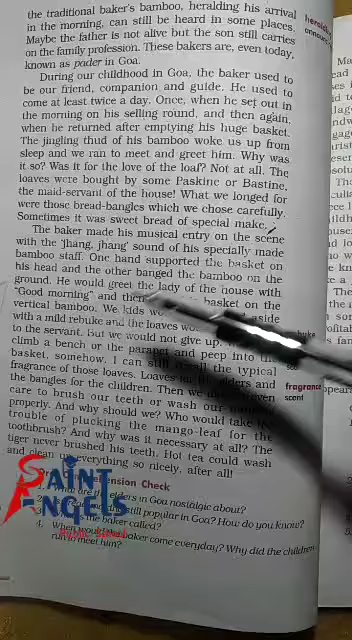 the traditional baker's bamboo, heralding his arrival
in the morning, can still be heard in some places.
Maybe the father is not alive but the son still carries
on the family profession. These bakers are, even today,
known as pader in Goa.
During our childhood in Goa, the baker used to
be our friend, companion and guide. He used to
come at least twice a day. Once, when he set out in
the morning on his selling round, and then again,
when he returned after emptying his huge basket.
The jingling thud of his bamboo woke us up from
sleep and we ran to meet and greet him. Why was
it so? Was it for the love of the loaf? Not at all. The
loaves were bought by some Paskine or Bastine,
the maid-servant of the house! What we longed for
were those bread-bangles which we chose carefully.
Sometimes it was sweet bread of special make.
The baker made his musical entry on the scene
with the 'jhang, jhang' sound of his specially made
bamboo staff. One hand supported the basket on
his head and the other banged the bamboo on the
ground. He would greet the lady of the house with
"Good morning" and then basket on the
vertical bamboo. We kids aside
with a mild rebuke and the loaves
to the servant. But we would not give up.
climb a bench or the parapet and peep into the
basket, somehow. I can still recall the typical
fragrance of those loaves. Loaves elders and
the bangles for the children. Then we even
care to brush our teeth or wash our
properly. And why should we? Who would take the
trouble of plucking the mango-leaf for the
toothbrush? And why was it necessary at all? The
tiger never brushed his teeth. Hot tea could wash
and clean up everything so nicely, after all!
fragrance
scent
SAINT ANGELS
Check
elders in Goa nostalgic about?
still popular in Goa? How do you know?
the baker called?
4. When would the baker come everyday? Why did the children
run to meet him?